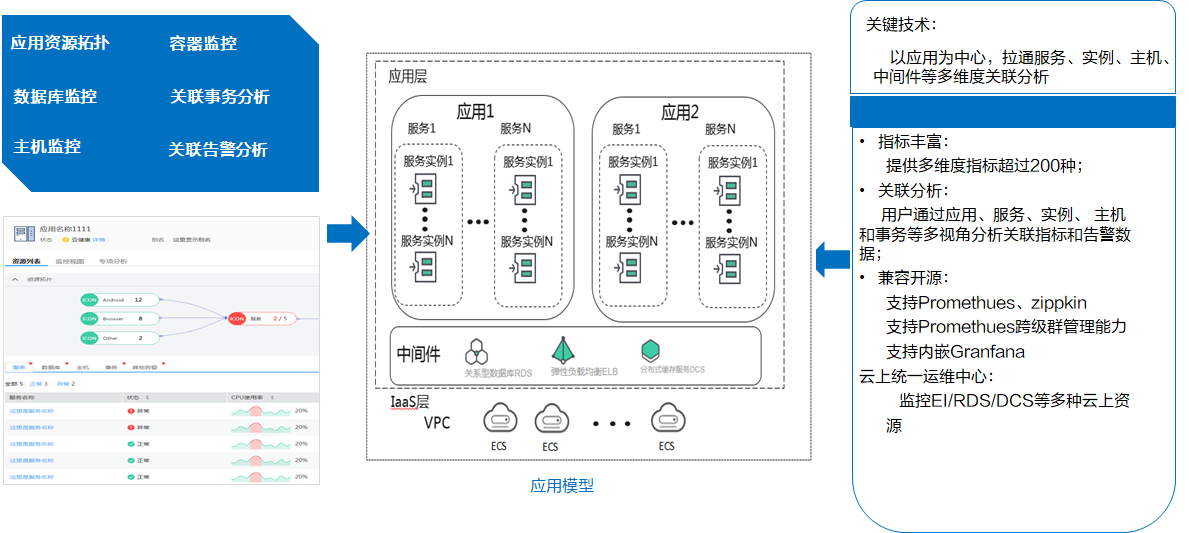 应用资源拓扑
容器监控
数据库监控
关联事务分析
主机监控
关联告警分析
应用名称1111
状态
亚健康 详情
别名
这里显示别名
资源列表
监控视图
专项分析
资源拓扑
ICON Android 12
ICON Browser 8
ICON Other 2
ICON 服务 2 / 5
服务
数据库
主机
事务
其他告警
全部 5 | 正常 3 | 异常 2
服务名称
状态
CPU使用率
这里是服务名称
异常
20%
这里是服务名称
异常
20%
这里是服务名称
正常
20%
这里是服务名称
正常
20%
这里是服务名称
正常
20%
应用层
应用1
服务1
服务N
服务实例1
服务实例1
服务实例N
服务实例N
应用2
服务1
服务N
服务实例1
服务实例1
服务实例N
服务实例N
中间件
关系型数据库RDS
弹性负载均衡ELB
分布式缓存服务DCS
IaaS层
VPC
ECS
ECS
ECS
应用模型
关键技术：
以应用为中心，拉通服务、实例、主机、
中间件等多维度关联分析
• 指标丰富：
提供多维度指标超过200种；
• 关联分析：
用户通过应用、服务、实例、 主机
和事务等多视角分析关联指标和告警数
据；
• 兼容开源：
支持Promethues、zippkin
支持Promethues跨级群管理能力
支持内嵌Granfana
云上统一运维中心：
监控EI/RDS/DCS等多种云上资
源